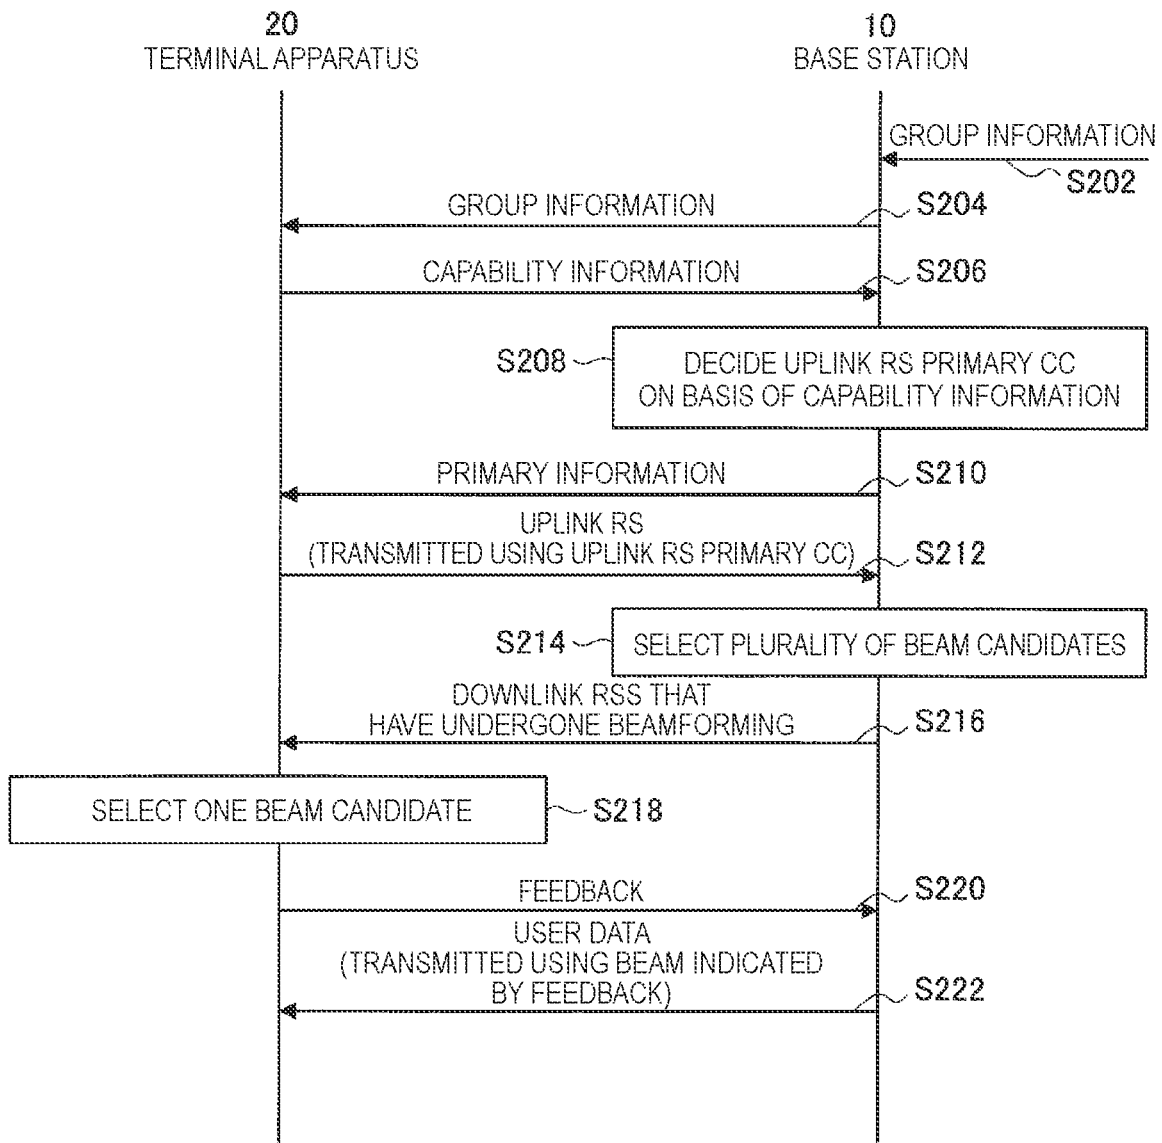 20
TERMINAL APPARATUS
10
BASE STATION
GROUP INFORMATION
S202
GROUP INFORMATION
S204
CAPABILITY INFORMATION
S206
S208
DECIDE UPLINK RS PRIMARY CC
ON BASIS OF CAPABILITY INFORMATION
PRIMARY INFORMATION
S210
UPLINK RS
(TRANSMITTED USING UPLINK RS PRIMARY CC)
S212
S214
SELECT PLURALITY OF BEAM CANDIDATES
DOWNLINK RSS THAT
HAVE UNDERGONE BEAMFORMING
S216
SELECT ONE BEAM CANDIDATE
S218
FEEDBACK
S220
USER DATA
(TRANSMITTED USING BEAM INDICATED
BY FEEDBACK)
S222